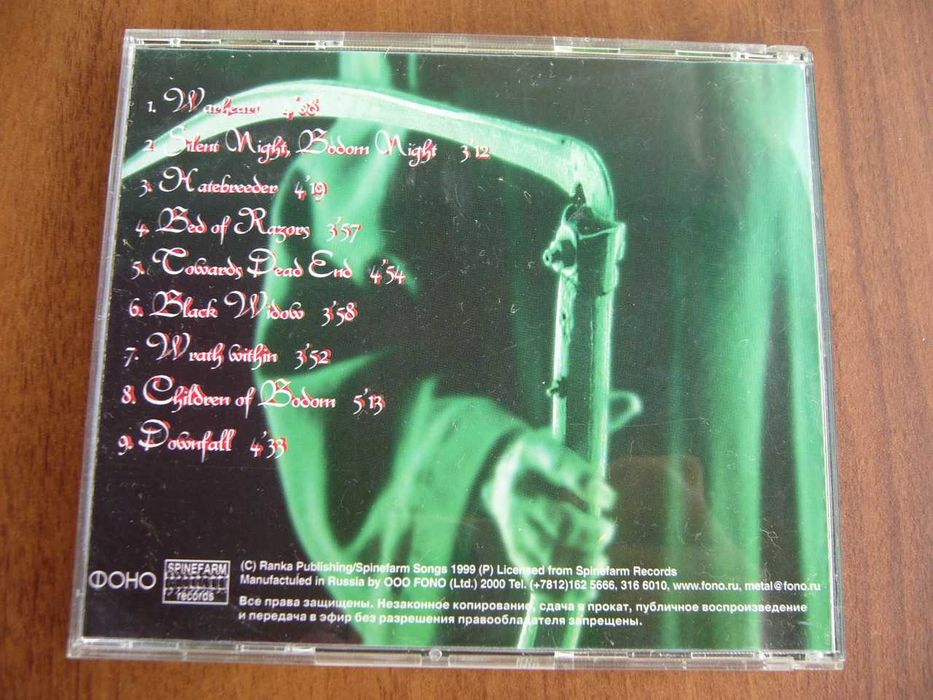 1. Warheart 4'08
2. Silent Night, Bodom Night 3'12
3. Hatebreeder 4'19
4. Bed of Razors 3'57
5. Towards Dead End 4'54
6. Black Widow 3'58
7. Wrath within 3'52
8. Children of Bodom 5'13
9. Downfall 4'33
ФОНО
SPINEFARM
records
(C) Ranka Publishing/Spinefarm Songs 1999 (P) Licensed from Spinefarm Records
Manufactuled in Russia by OOO FONO (Ltd.) 2000 Tel. (+7812)162 5666, 316 6010, www.fono.ru, metal@fono.ru
Все права защищены. Незаконное копирование, сдача в прокат, публичное воспроизведение
и передача в эфир без разрешения правообладателя запрещены.